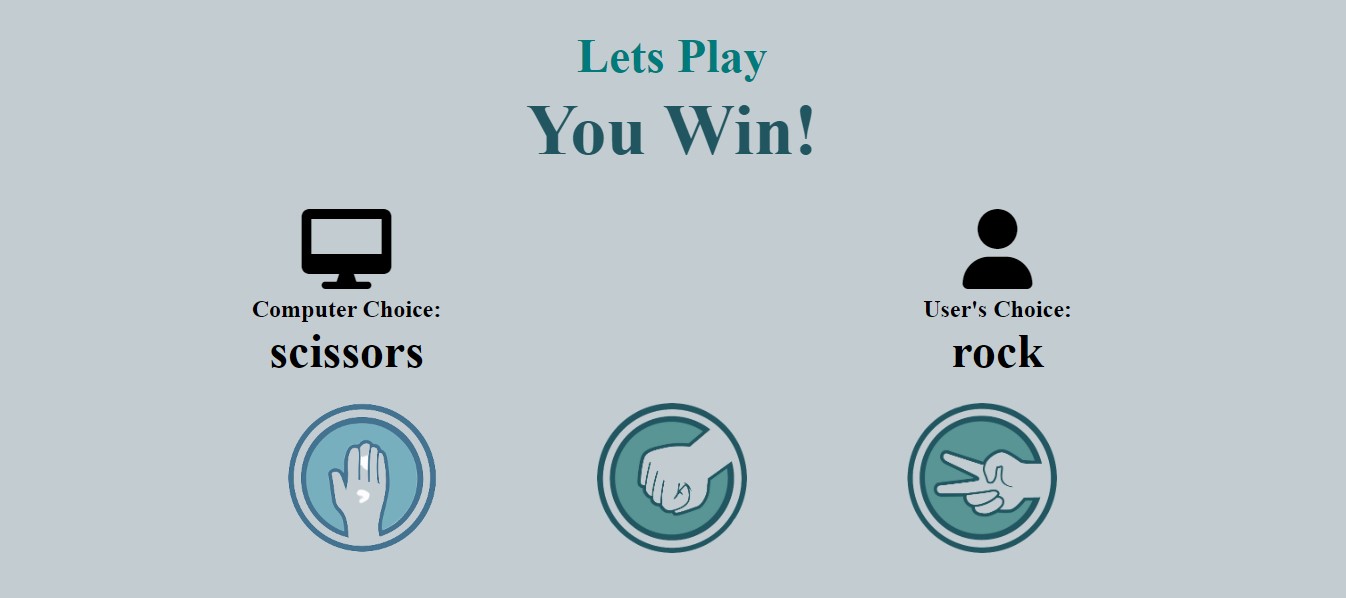 Lets Play
You Win!
Computer Choice:
scissors
User's Choice:
rock